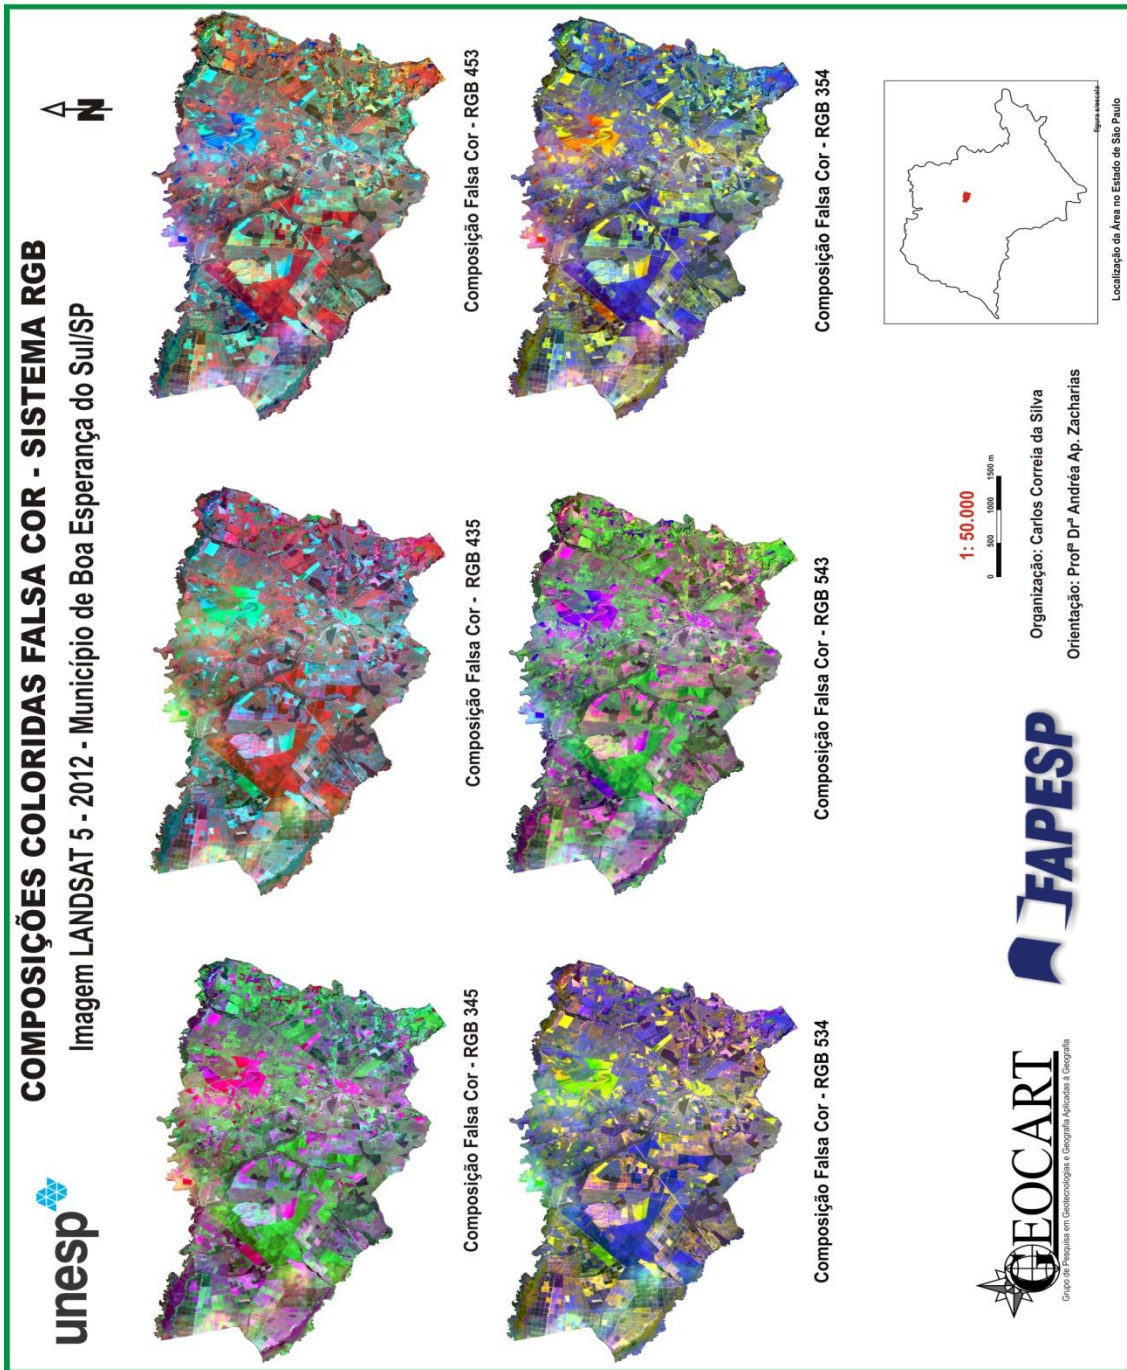 unesp
COMPOSIÇÕES COLORIDAS FALSA COR - SISTEMA RGB
Imagem LANDSAT 5 - 2012 - Município de Boa Esperança do Sul/SP
N
Composição Falsa Cor - RGB 345
Composição Falsa Cor - RGB 435
Composição Falsa Cor - RGB 453
Composição Falsa Cor - RGB 534
Composição Falsa Cor - RGB 543
Composição Falsa Cor - RGB 354
GEOCART
Grupo de Pesquisa em Geotecnologias e Geografia Aplicadas à Geografia
FAPESP
1: 50.000
0 500 1000 1500 m
Organização: Carlos Correia da Silva
Orientação: Profª Drª Andréa Ap. Zacharias
figura s/escala
Localização da Área no Estado de São Paulo